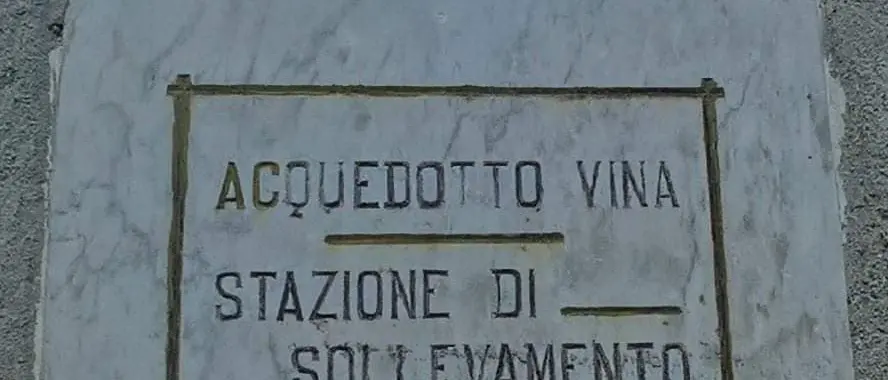 ACQUEDOTTO VINA
STAZIONE DI
SOLLEVAMENTO